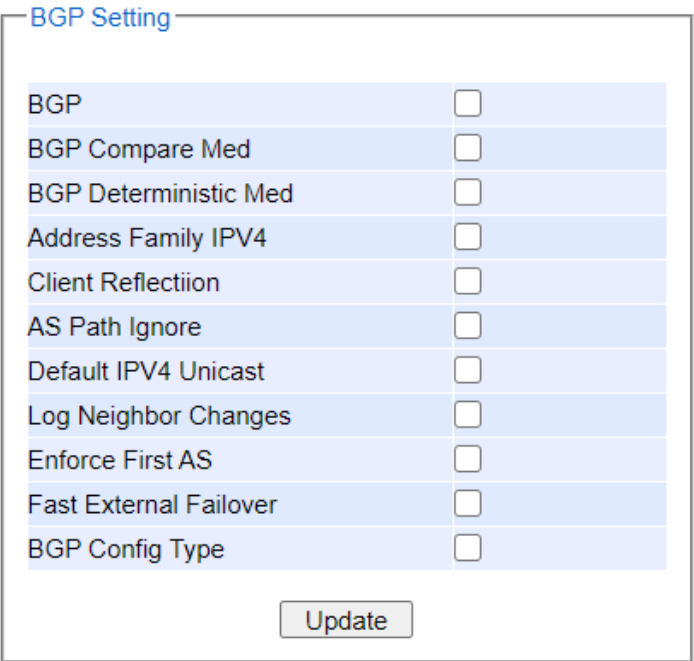 BGP Setting
BGP
BGP Compare Med
BGP Deterministic Med
Address Family IPV4
Client Reflectiion
AS Path Ignore
Default IPV4 Unicast
Log Neighbor Changes
Enforce First AS
Fast External Failover
BGP Config Type
Update